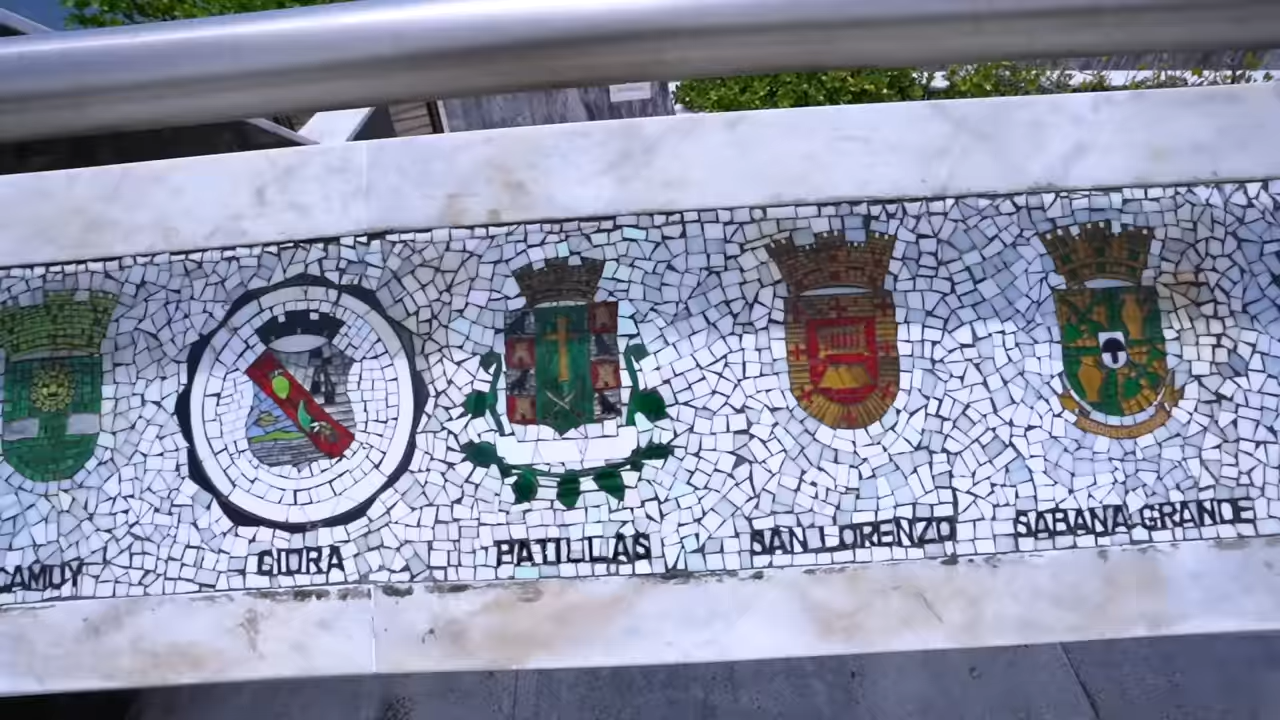 CAMUY
CIDRA
PATILLAS
SAN LORENZO
SABANA GRANDE